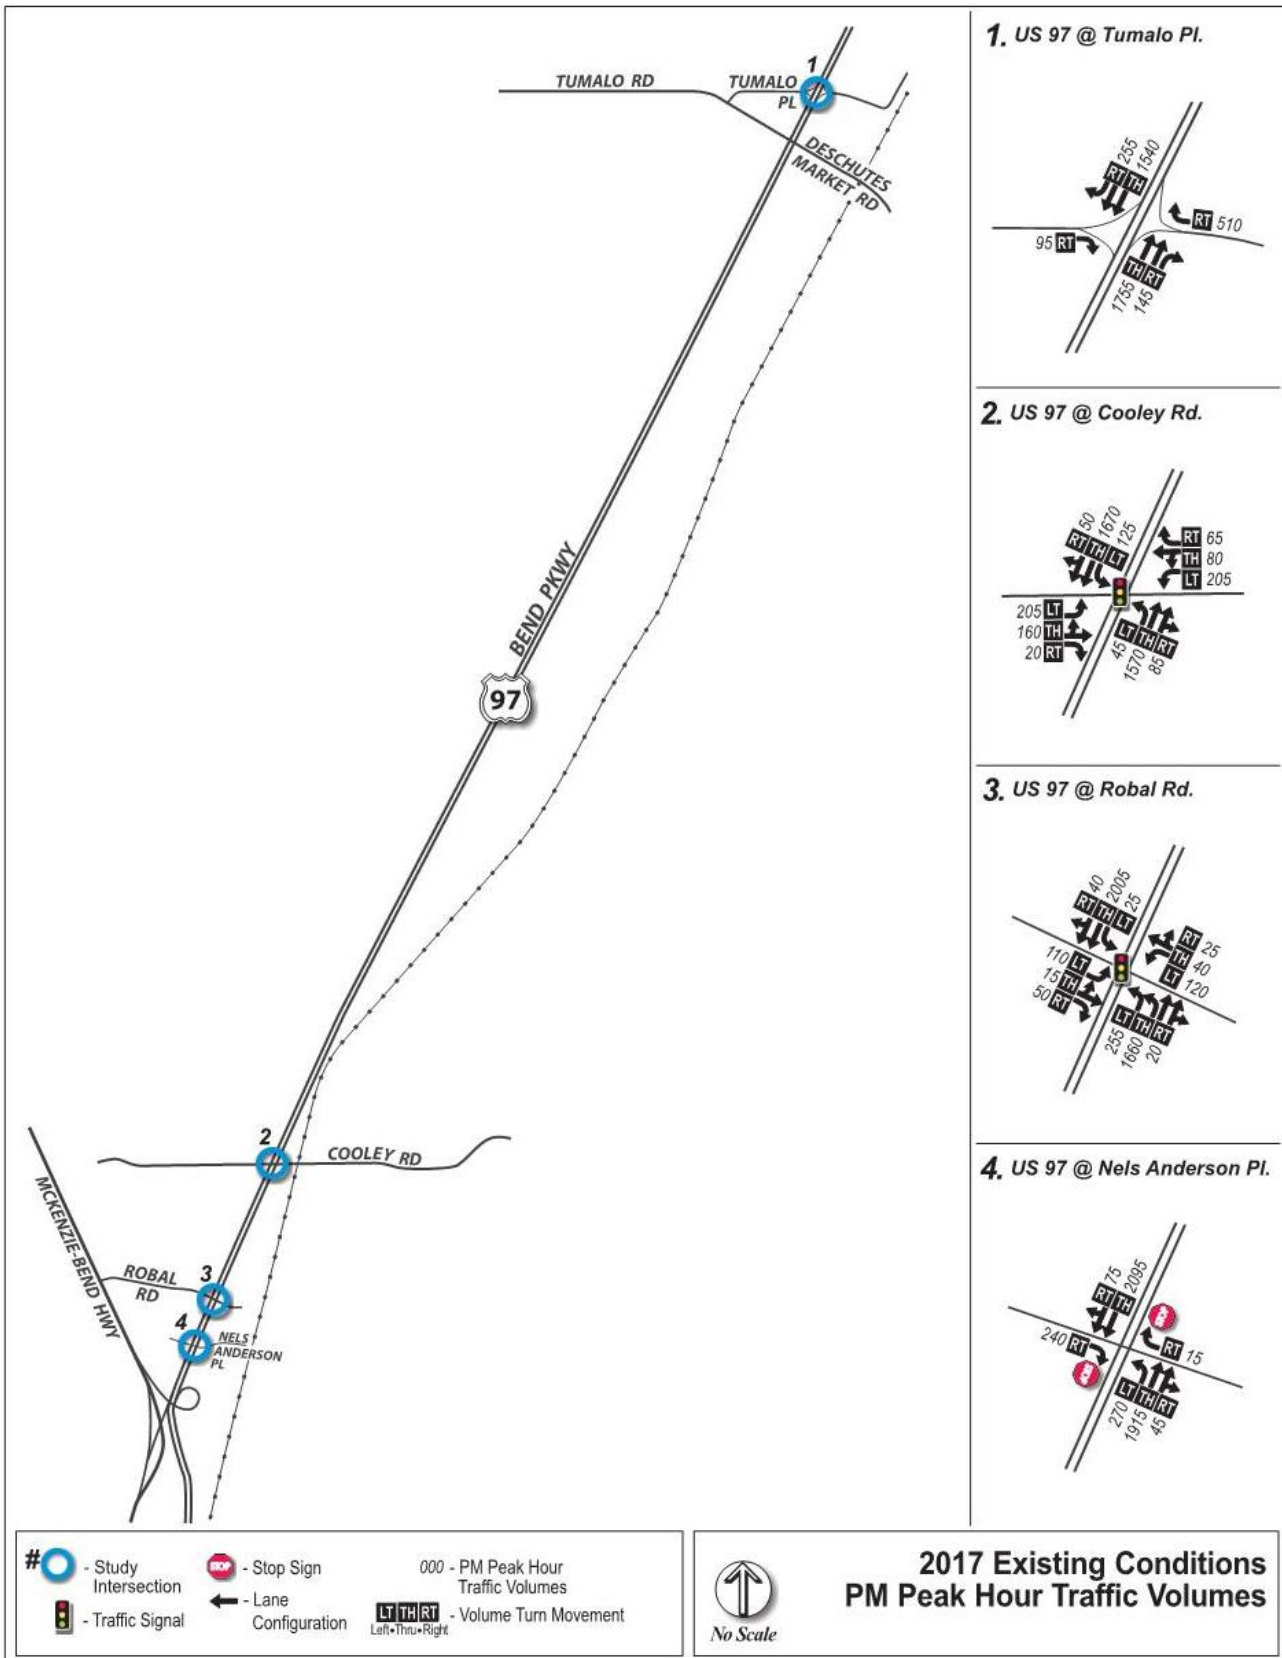 1
TUMALO RD
TUMALO
PL
DESCHUTES
MARKET RD
BEND PKWY
97
2
COOLEY RD
MCKENZIE-BEND HWY
ROBAL
RD
3
4
NELS
ANDERSON
PL
1. US 97 @ Tumalo Pl.
255
1540
RT TH
RT 510
95 RT
TH RT
1755
145
2. US 97 @ Cooley Rd.
50
1670
125
RT TH LT
RT 65
TH 80
LT 205
205 LT
160 TH
20 RT
LT TH RT
45
1570
85
3. US 97 @ Robal Rd.
40
2005
25
RT TH LT
RT 25
TH 40
LT 120
110 LT
15 TH
50 RT
LT TH RT
255
1660
20
4. US 97 @ Nels Anderson Pl.
75
2095
RT TH
STOP
240 RT
RT 15
STOP
LT TH RT
270
1915
45
# - Study
Intersection
- Traffic Signal
STOP - Stop Sign
- Lane
Configuration
000 - PM Peak Hour
Traffic Volumes
LT TH RT - Volume Turn Movement
Left•Thru•Right
No Scale
2017 Existing Conditions
PM Peak Hour Traffic Volumes